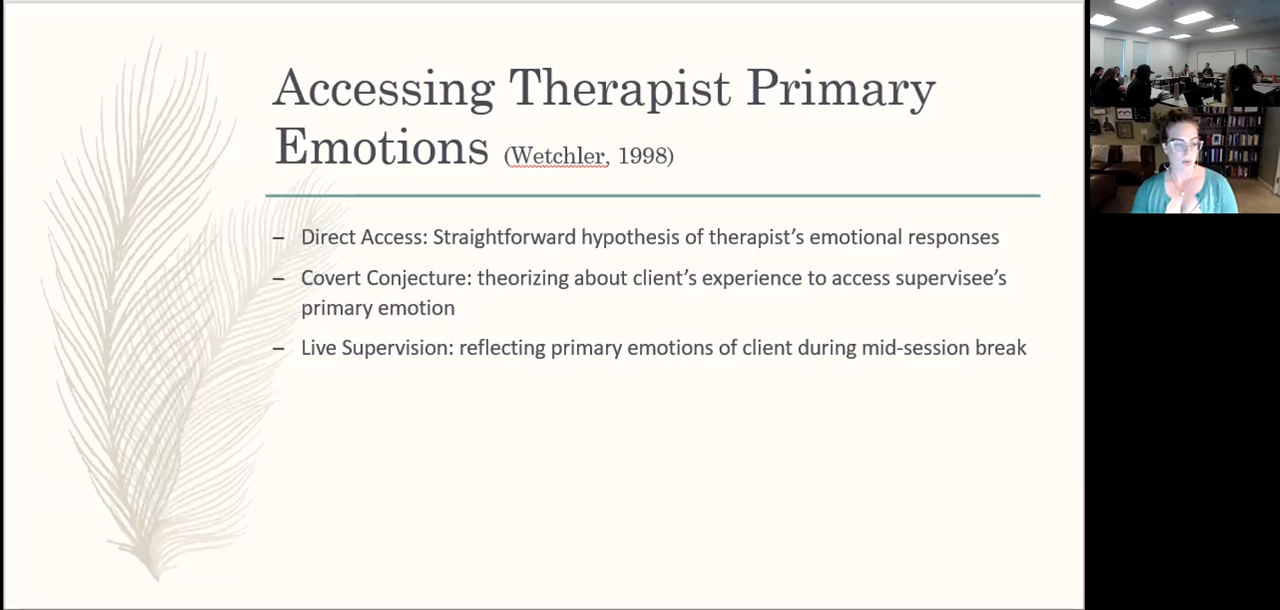 Accessing Therapist Primary
Emotions (Wetchler, 1998)
– Direct Access: Straightforward hypothesis of therapist’s emotional responses
– Covert Conjecture: theorizing about client’s experience to access supervisee’s
primary emotion
– Live Supervision: reflecting primary emotions of client during mid-session break